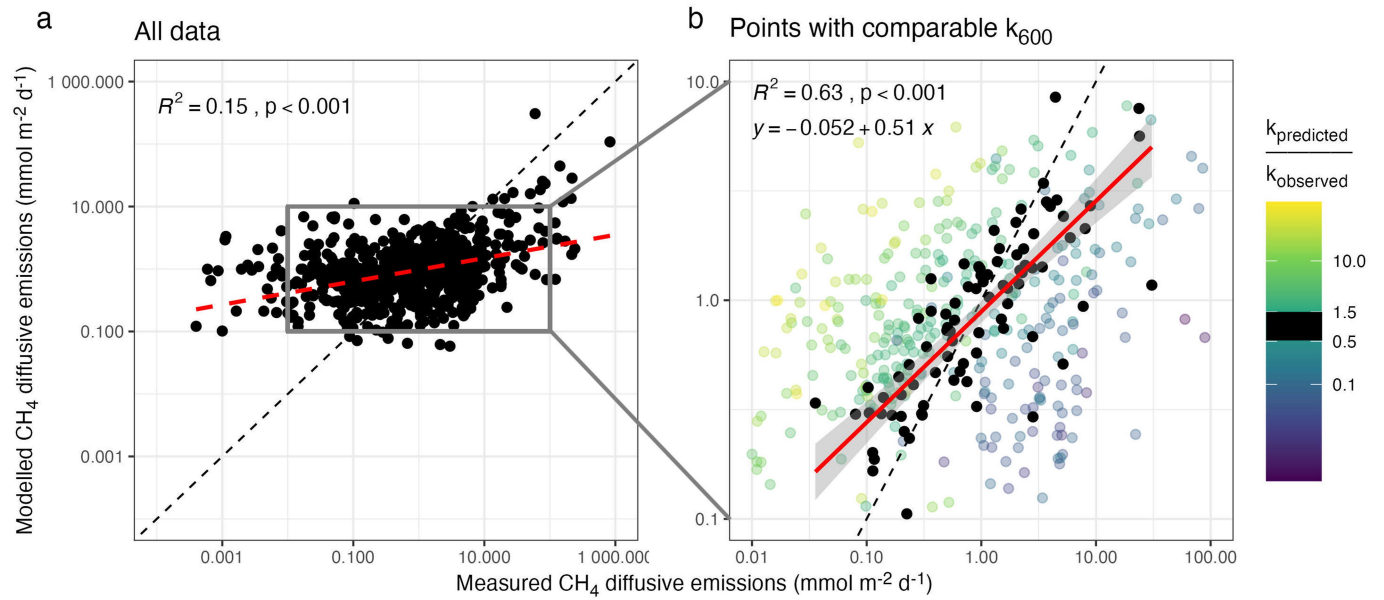 a
All data
Modelled CH4 diffusive emissions (mmol m-2 d-1)
1 000.000
10.000
0.100
0.001
R2 = 0.15 , p < 0.001
0.001
0.100
10.000
1 000.00
b
Points with comparable k600
10.0
1.0
0.1
R2 = 0.63 , p < 0.001
y = − 0.052 + 0.51 x
0.01
0.10
1.00
10.00
100.00
Measured CH4 diffusive emissions (mmol m-2 d-1)
kpredicted
kobserved
10.0
1.5
0.5
0.1